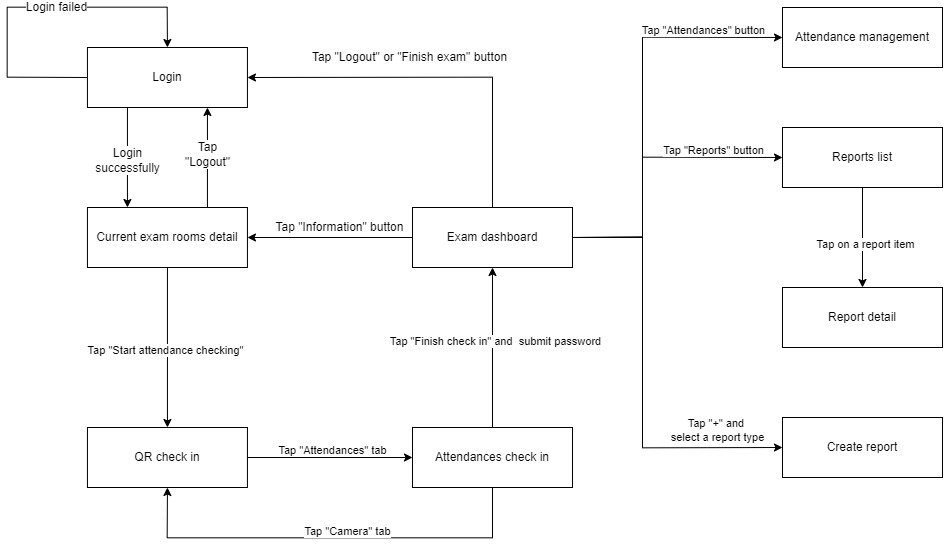 Login failed
Tap "Attendances" button
Attendance management
Tap "Logout" or "Finish exam" button
Login
Login
successfully
Tap
"Logout"
Tap "Reports" button
Reports list
Current exam rooms detail
Tap "Information" button
Exam dashboard
Tap on a report item
Report detail
Tap "Start attendance checking"
Tap "Finish check in" and  submit password
Tap "+" and
select a report type
Create report
QR check in
Tap "Attendances" tab
Attendances check in
Tap "Camera" tab